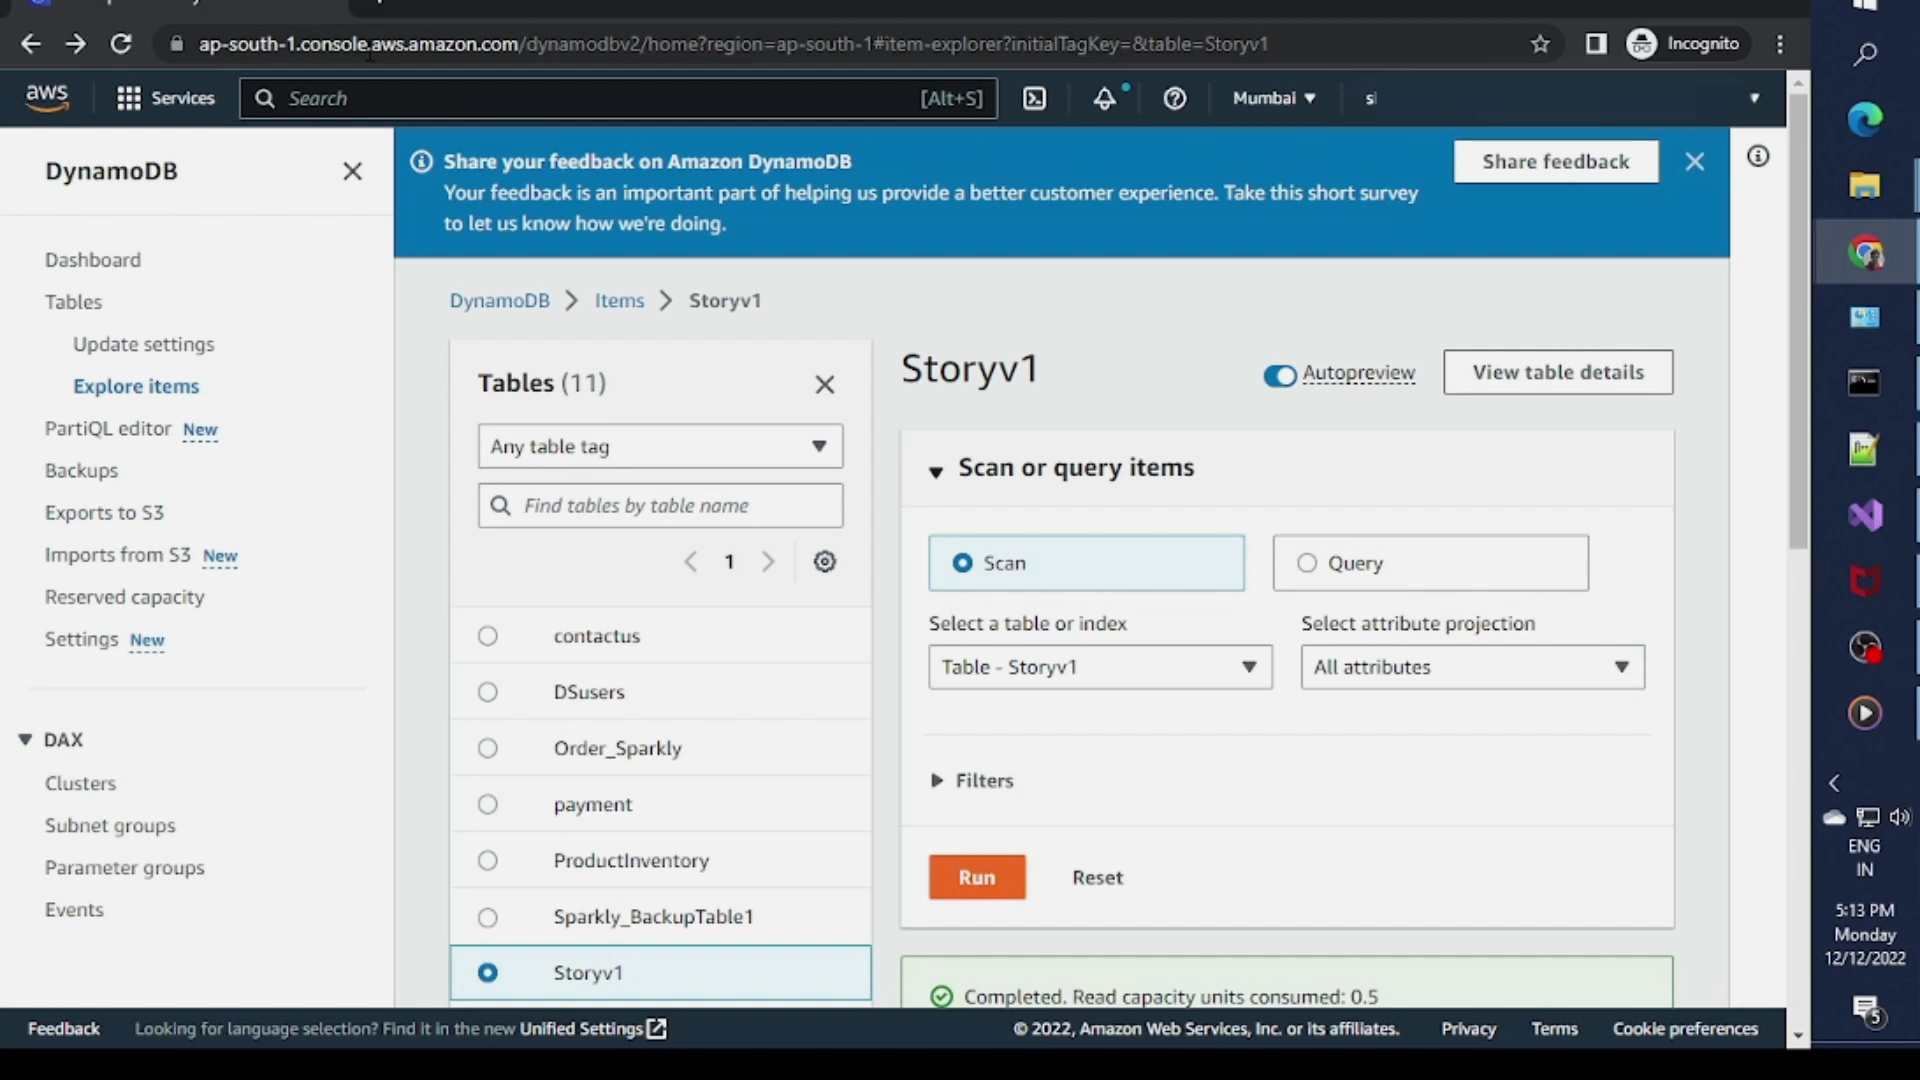 ap-south-1.console.aws.amazon.com/dynamodbv2/home?region=ap-south-1#item-explorer?initialTagKey=&table=Storyv1
Incognito
aws
Services
Search
[Alt+S]
Mumbai
DynamoDB
Share your feedback on Amazon DynamoDB
Your feedback is an important part of helping us provide a better customer experience. Take this short survey
to let us know how we're doing.
Share feedback
Dashboard
Tables
Update settings
Explore items
PartiQL editor New
Backups
Exports to S3
Imports from S3 New
Reserved capacity
Settings New
DAX
Clusters
Subnet groups
Parameter groups
Events
DynamoDB
Items
Storyv1
Tables (11)
Any table tag
Find tables by table name
1
contactus
DSusers
Order_Sparkly
payment
ProductInventory
Sparkly_BackupTable1
Storyv1
Storyv1
Autopreview
View table details
Scan or query items
Scan
Query
Select a table or index
Select attribute projection
Table - Storyv1
All attributes
Filters
Run
Reset
Completed. Read capacity units consumed: 0.5
Feedback
Looking for language selection? Find it in the new Unified Settings
© 2022, Amazon Web Services, Inc. or its affiliates.
Privacy
Terms
Cookie preferences
ENG
IN
5:13 PM
Monday
12/12/2022
5